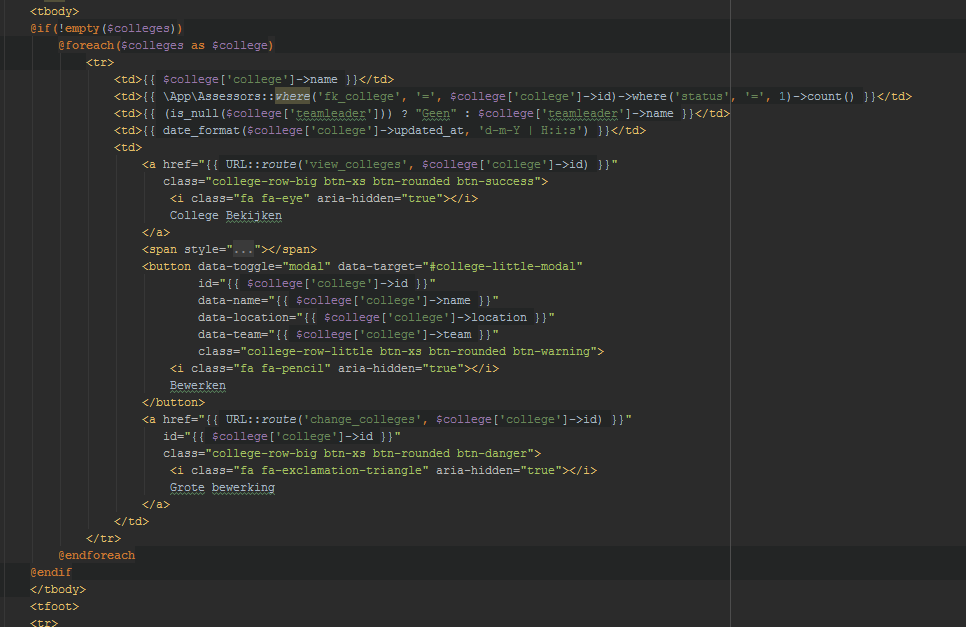 <tbody>
@if(!empty($colleges))
@foreach($colleges as $college)
<tr>
<td>{{ $college['college']->name }}</td>
<td>{{ \App\Assessors::where('fk_college', '=', $college['college']->id)->where('status', '=', 1)->count() }}</td>
<td>{{ (is_null($college['teamleader'])) ? "Geen" : $college['teamleader']->name }}</td>
<td>{{ date_format($college['college']->updated_at, 'd-m-Y | H:i:s') }}</td>
<td>
<a href="{{ URL::route('view_colleges', $college['college']->id) }}"
class="college-row-big btn-xs btn-rounded btn-success">
<i class="fa fa-eye" aria-hidden="true"></i>
College Bekijken
</a>
<span style="..."></span>
<button data-toggle="modal" data-target="#college-little-modal"
id="{{ $college['college']->id }}"
data-name="{{ $college['college']->name }}"
data-location="{{ $college['college']->location }}"
data-team="{{ $college['college']->team }}"
class="college-row-little btn-xs btn-rounded btn-warning">
<i class="fa fa-pencil" aria-hidden="true"></i>
Bewerken
</button>
<a href="{{ URL::route('change_colleges', $college['college']->id) }}"
id="{{ $college['college']->id }}"
class="college-row-big btn-xs btn-rounded btn-danger">
<i class="fa fa-exclamation-triangle" aria-hidden="true"></i>
Grote bewerking
</a>
</td>
</tr>
@endforeach
@endif
</tbody>
<tfoot>
<tr>